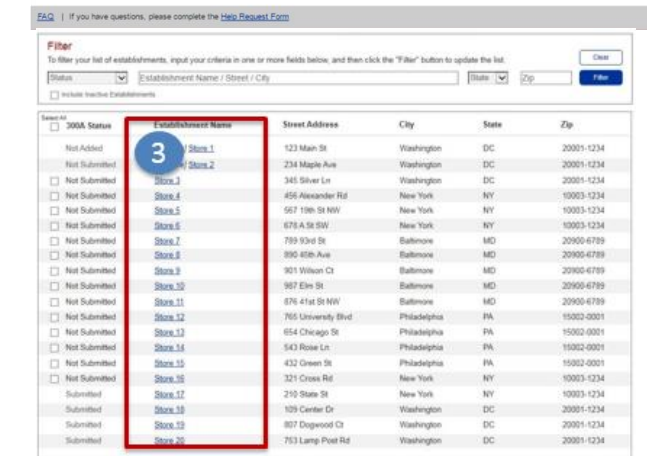 FAQ | If you have questions, please complete the Help Request Form
Filter
To filter your list of establishments, input your criteria in one or more fields below, and then click the "Filter" button to update the list.
Clear
Status Establishment Name / Street / City State Zip Filter
Include Inactive Establishments
Select All
300A Status Establishment Name Street Address City State Zip
3
Not Added / Store 1 123 Main St Washington DC 20001-1234
Not Submitted / Store 2 234 Maple Ave Washington DC 20001-1234
Not Submitted Store 3 345 Silver Ln Washington DC 20001-1234
Not Submitted Store 4 456 Alexander Rd New York NY 10003-1234
Not Submitted Store 5 567 19th St NW New York NY 10003-1234
Not Submitted Store 6 678 A St SW New York NY 10003-1234
Not Submitted Store 7 789 93rd St Baltimore MD 20900-6789
Not Submitted Store 8 890 45th Ave Baltimore MD 20900-6789
Not Submitted Store 9 901 Wilson Ct Baltimore MD 20900-6789
Not Submitted Store 10 987 Elm St Baltimore MD 20900-6789
Not Submitted Store 11 876 41st St NW Baltimore MD 20900-6789
Not Submitted Store 12 765 University Blvd Philadelphia PA 15002-0001
Not Submitted Store 13 654 Chicago St Philadelphia PA 15002-0001
Not Submitted Store 14 543 Rose Ln Philadelphia PA 15002-0001
Not Submitted Store 15 432 Green St Philadelphia PA 15002-0001
Not Submitted Store 16 321 Cross Rd New York NY 10003-1234
Submitted Store 17 210 State St New York NY 10003-1234
Submitted Store 18 109 Center Dr Washington DC 20001-1234
Submitted Store 19 807 Dogwood Ct Washington DC 20001-1234
Submitted Store 20 763 Lamp Post Rd Washington DC 20001-1234